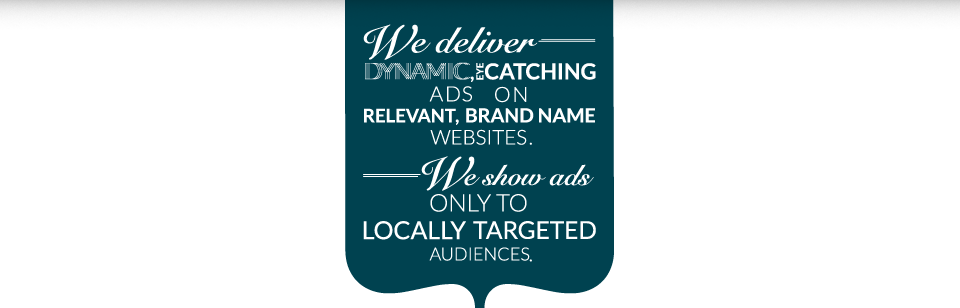 We deliver
DYNAMIC, EYE CATCHING
ADS ON
RELEVANT, BRAND NAME
WEBSITES.
We show ads
ONLY TO
LOCALLY TARGETED
AUDIENCES.